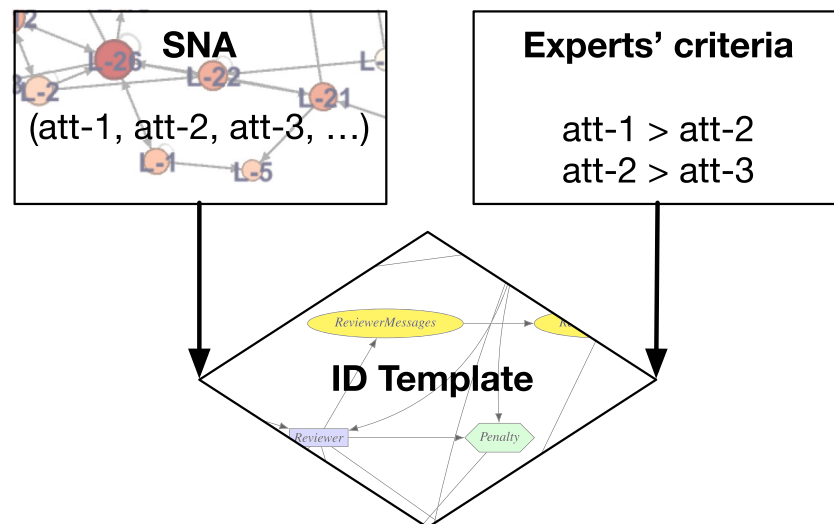 SNA
L-26
L-22
L-2
L-21
(att-1, att-2, att-3, …)
L-1
L-5
Experts’ criteria
att-1 > att-2
att-2 > att-3
ReviewerMessages
ID Template
Reviewer
Penalty